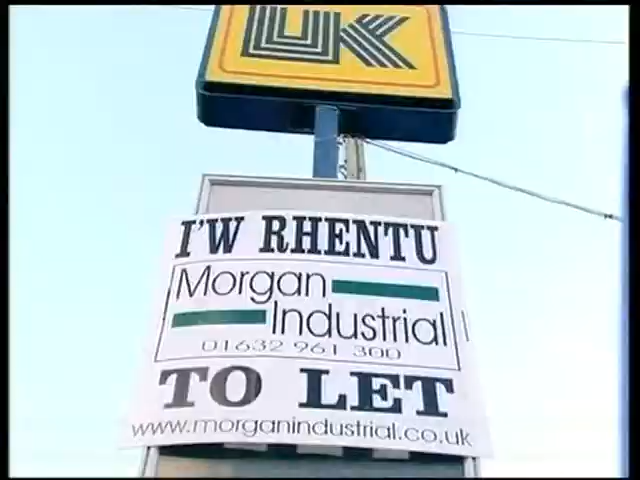 UK
I'W RHENTU
Morgan
Industrial
01632 961 300
TO LET
www.morganindustrial.co.uk